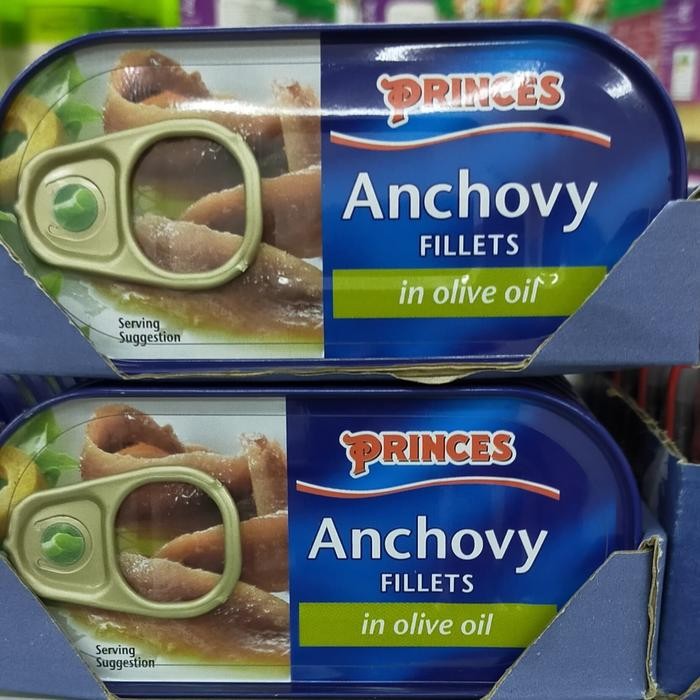 PRINCES
Anchovy
FILLETS
in olive oil
Serving
Suggestion
PRINCES
Anchovy
FILLETS
in olive oil
Serving
Suggestion